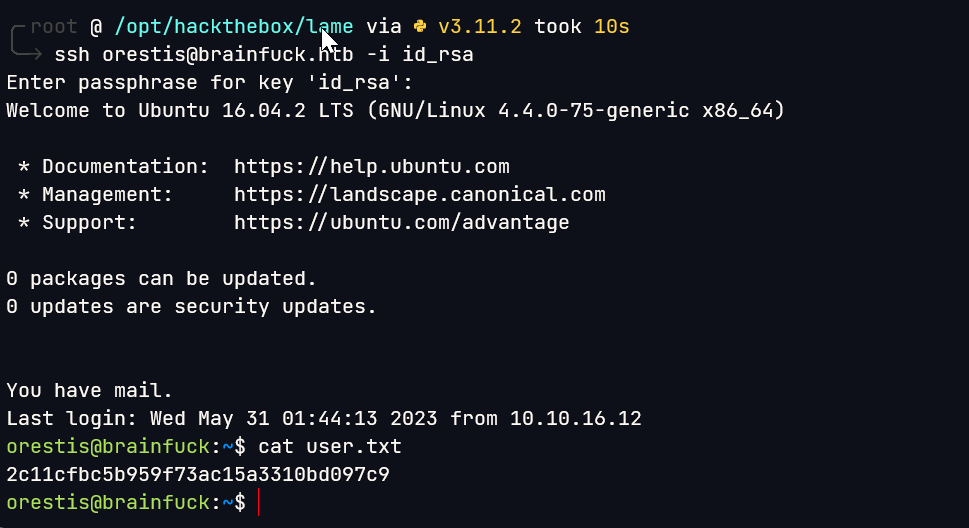 root @ /opt/hackthebox/lame via v3.11.2 took 10s
ssh orestis@brainfuck.htb -i id_rsa
Enter passphrase for key 'id_rsa':
Welcome to Ubuntu 16.04.2 LTS (GNU/Linux 4.4.0-75-generic x86_64)
* Documentation:  https://help.ubuntu.com
* Management:     https://landscape.canonical.com
* Support:        https://ubuntu.com/advantage
0 packages can be updated.
0 updates are security updates.
You have mail.
Last login: Wed May 31 01:44:13 2023 from 10.10.16.12
orestis@brainfuck:~$ cat user.txt
2c11cfbc5b959f73ac15a3310bd097c9
orestis@brainfuck:~$